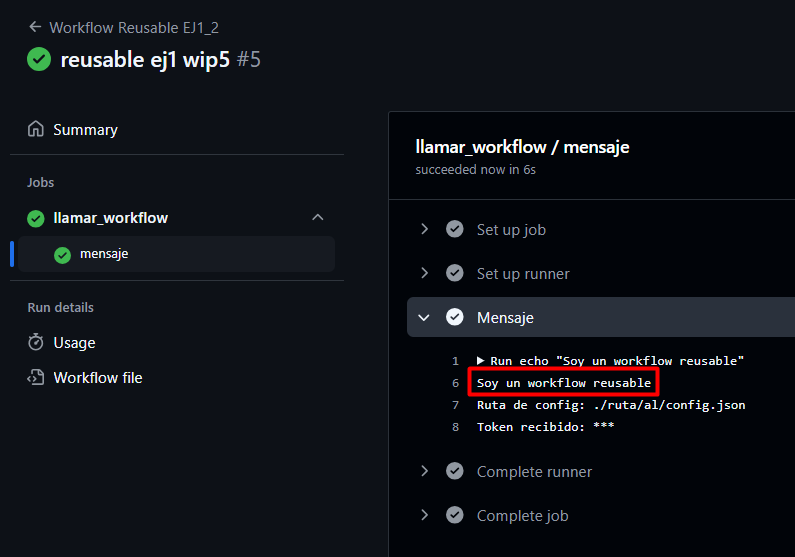 Workflow Reusable EJ1_2
reusable ej1 wip5 #5
Summary
Jobs
llamar_workflow
mensaje
Run details
Usage
Workflow file
llamar_workflow / mensaje
succeeded now in 6s
Set up job
Set up runner
Mensaje
1 Run echo "Soy un workflow reusable"
6 Soy un workflow reusable
7 Ruta de config: ./ruta/al/config.json
8 Token recibido: ***
Complete runner
Complete job